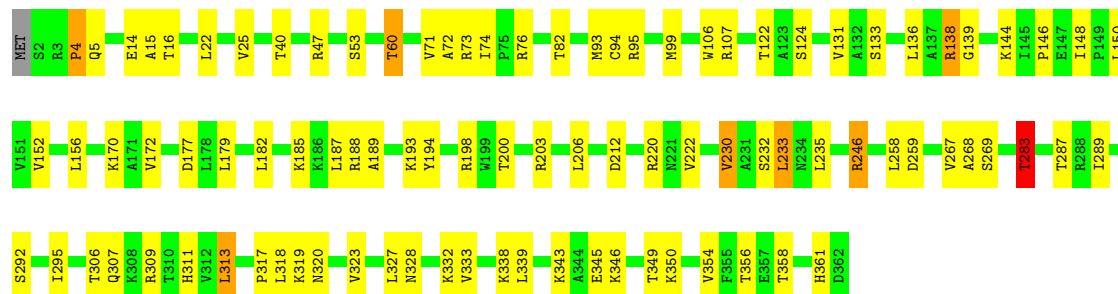 MET S2 R3 P4 Q5 E14 A15 T16 L22 V25 T40 R47 S53 T60 V71 A72 R73 I74 P75 R76 T82 M93 C94 R95 M99 W106 R107 T122 A123 S124 V131 A132 S133 L136 A137 R138 G139 K144 I145 P146 E147 I148 P149 L150
V151 V152 L156 K170 A171 V172 D177 L178 L179 L182 K185 K186 L187 R188 A189 K193 Y194 R198 W199 T200 R203 L206 D212 R220 N221 V222 V230 A231 S232 L233 N234 L235 R246 L258 D259 V267 A268 S269 T283 T287 R288 I289
S292 I295 T306 Q307 K308 R309 T310 H311 V312 L313 P317 L318 K319 N320 V323 L327 N328 K332 V333 K338 L339 K343 A344 E345 K346 T349 K350 V354 F355 T356 E357 T358 H361 D362